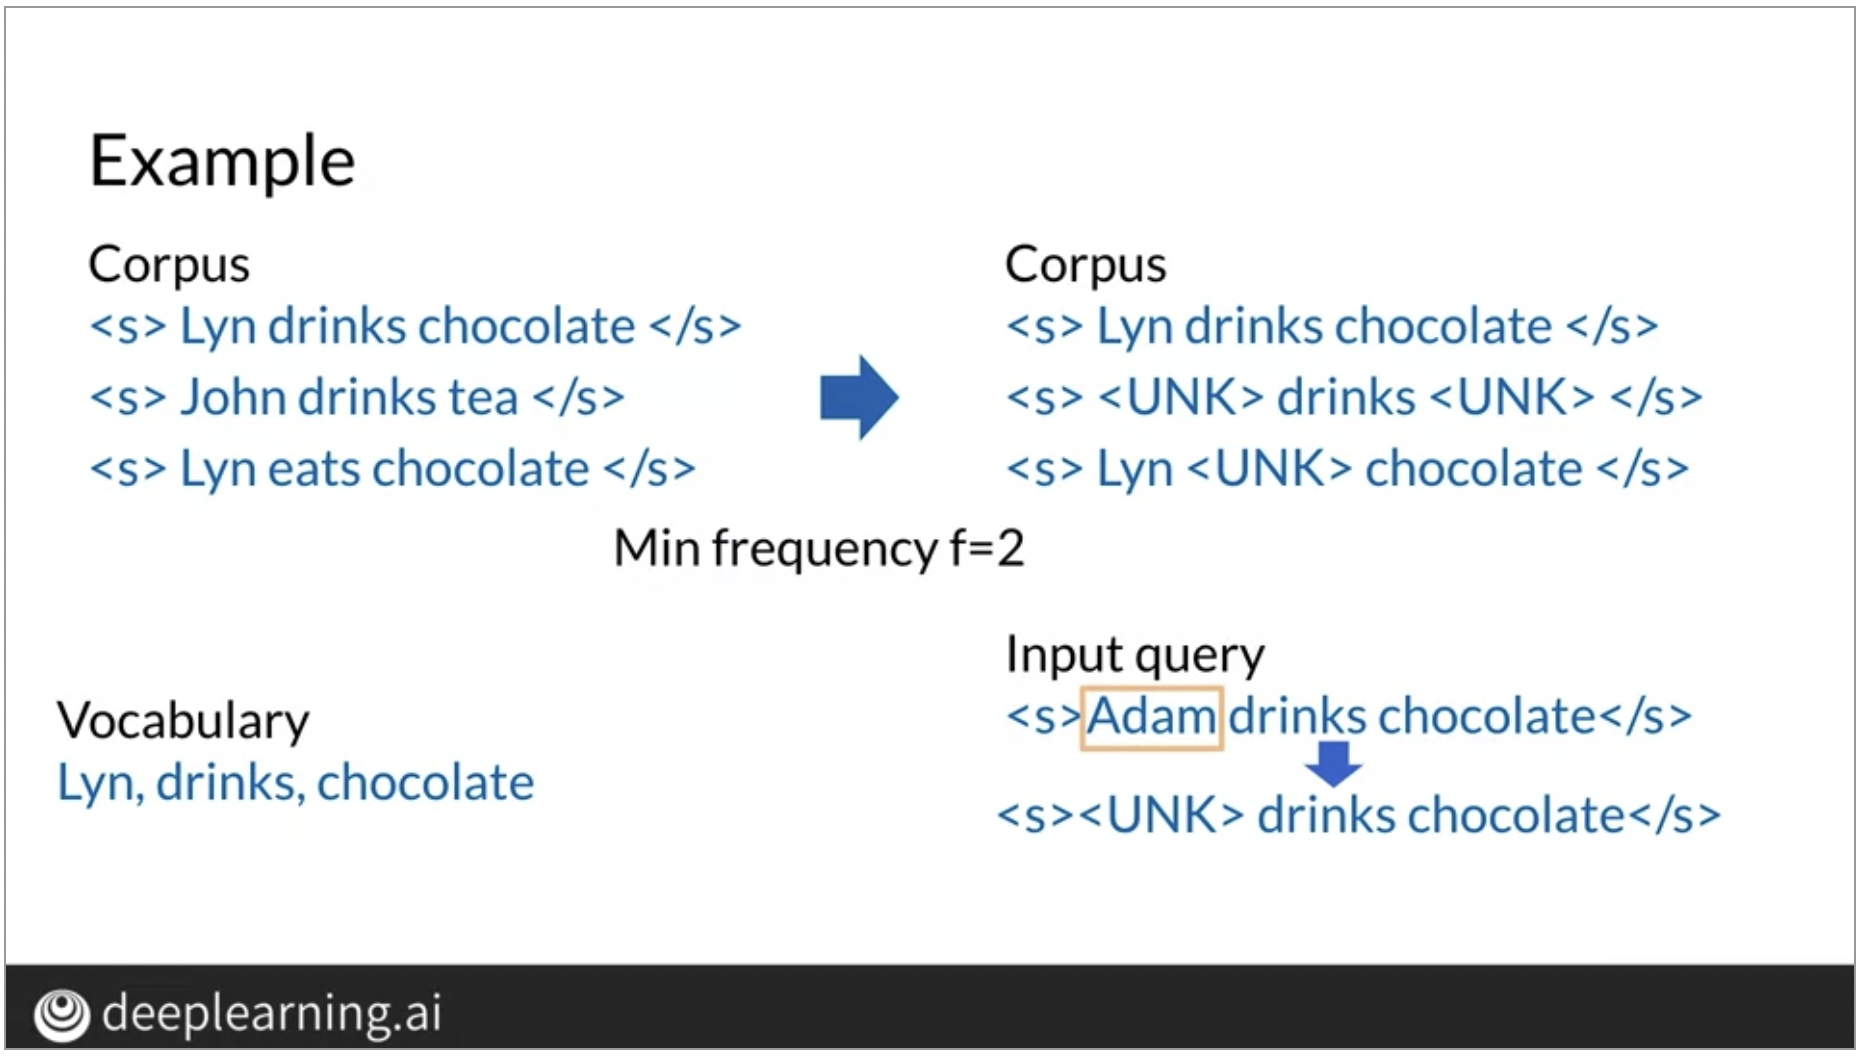 Example
Corpus
<s> Lyn drinks chocolate </s>
<s> John drinks tea </s>
<s> Lyn eats chocolate </s>
Corpus
<s> Lyn drinks chocolate </s>
<s> <UNK> drinks <UNK> </s>
<s> Lyn <UNK> chocolate </s>
Min frequency f=2
Vocabulary
Lyn, drinks, chocolate
Input query
<s>Adam drinks chocolate</s>
<s><UNK> drinks chocolate</s>
deeplearning.ai